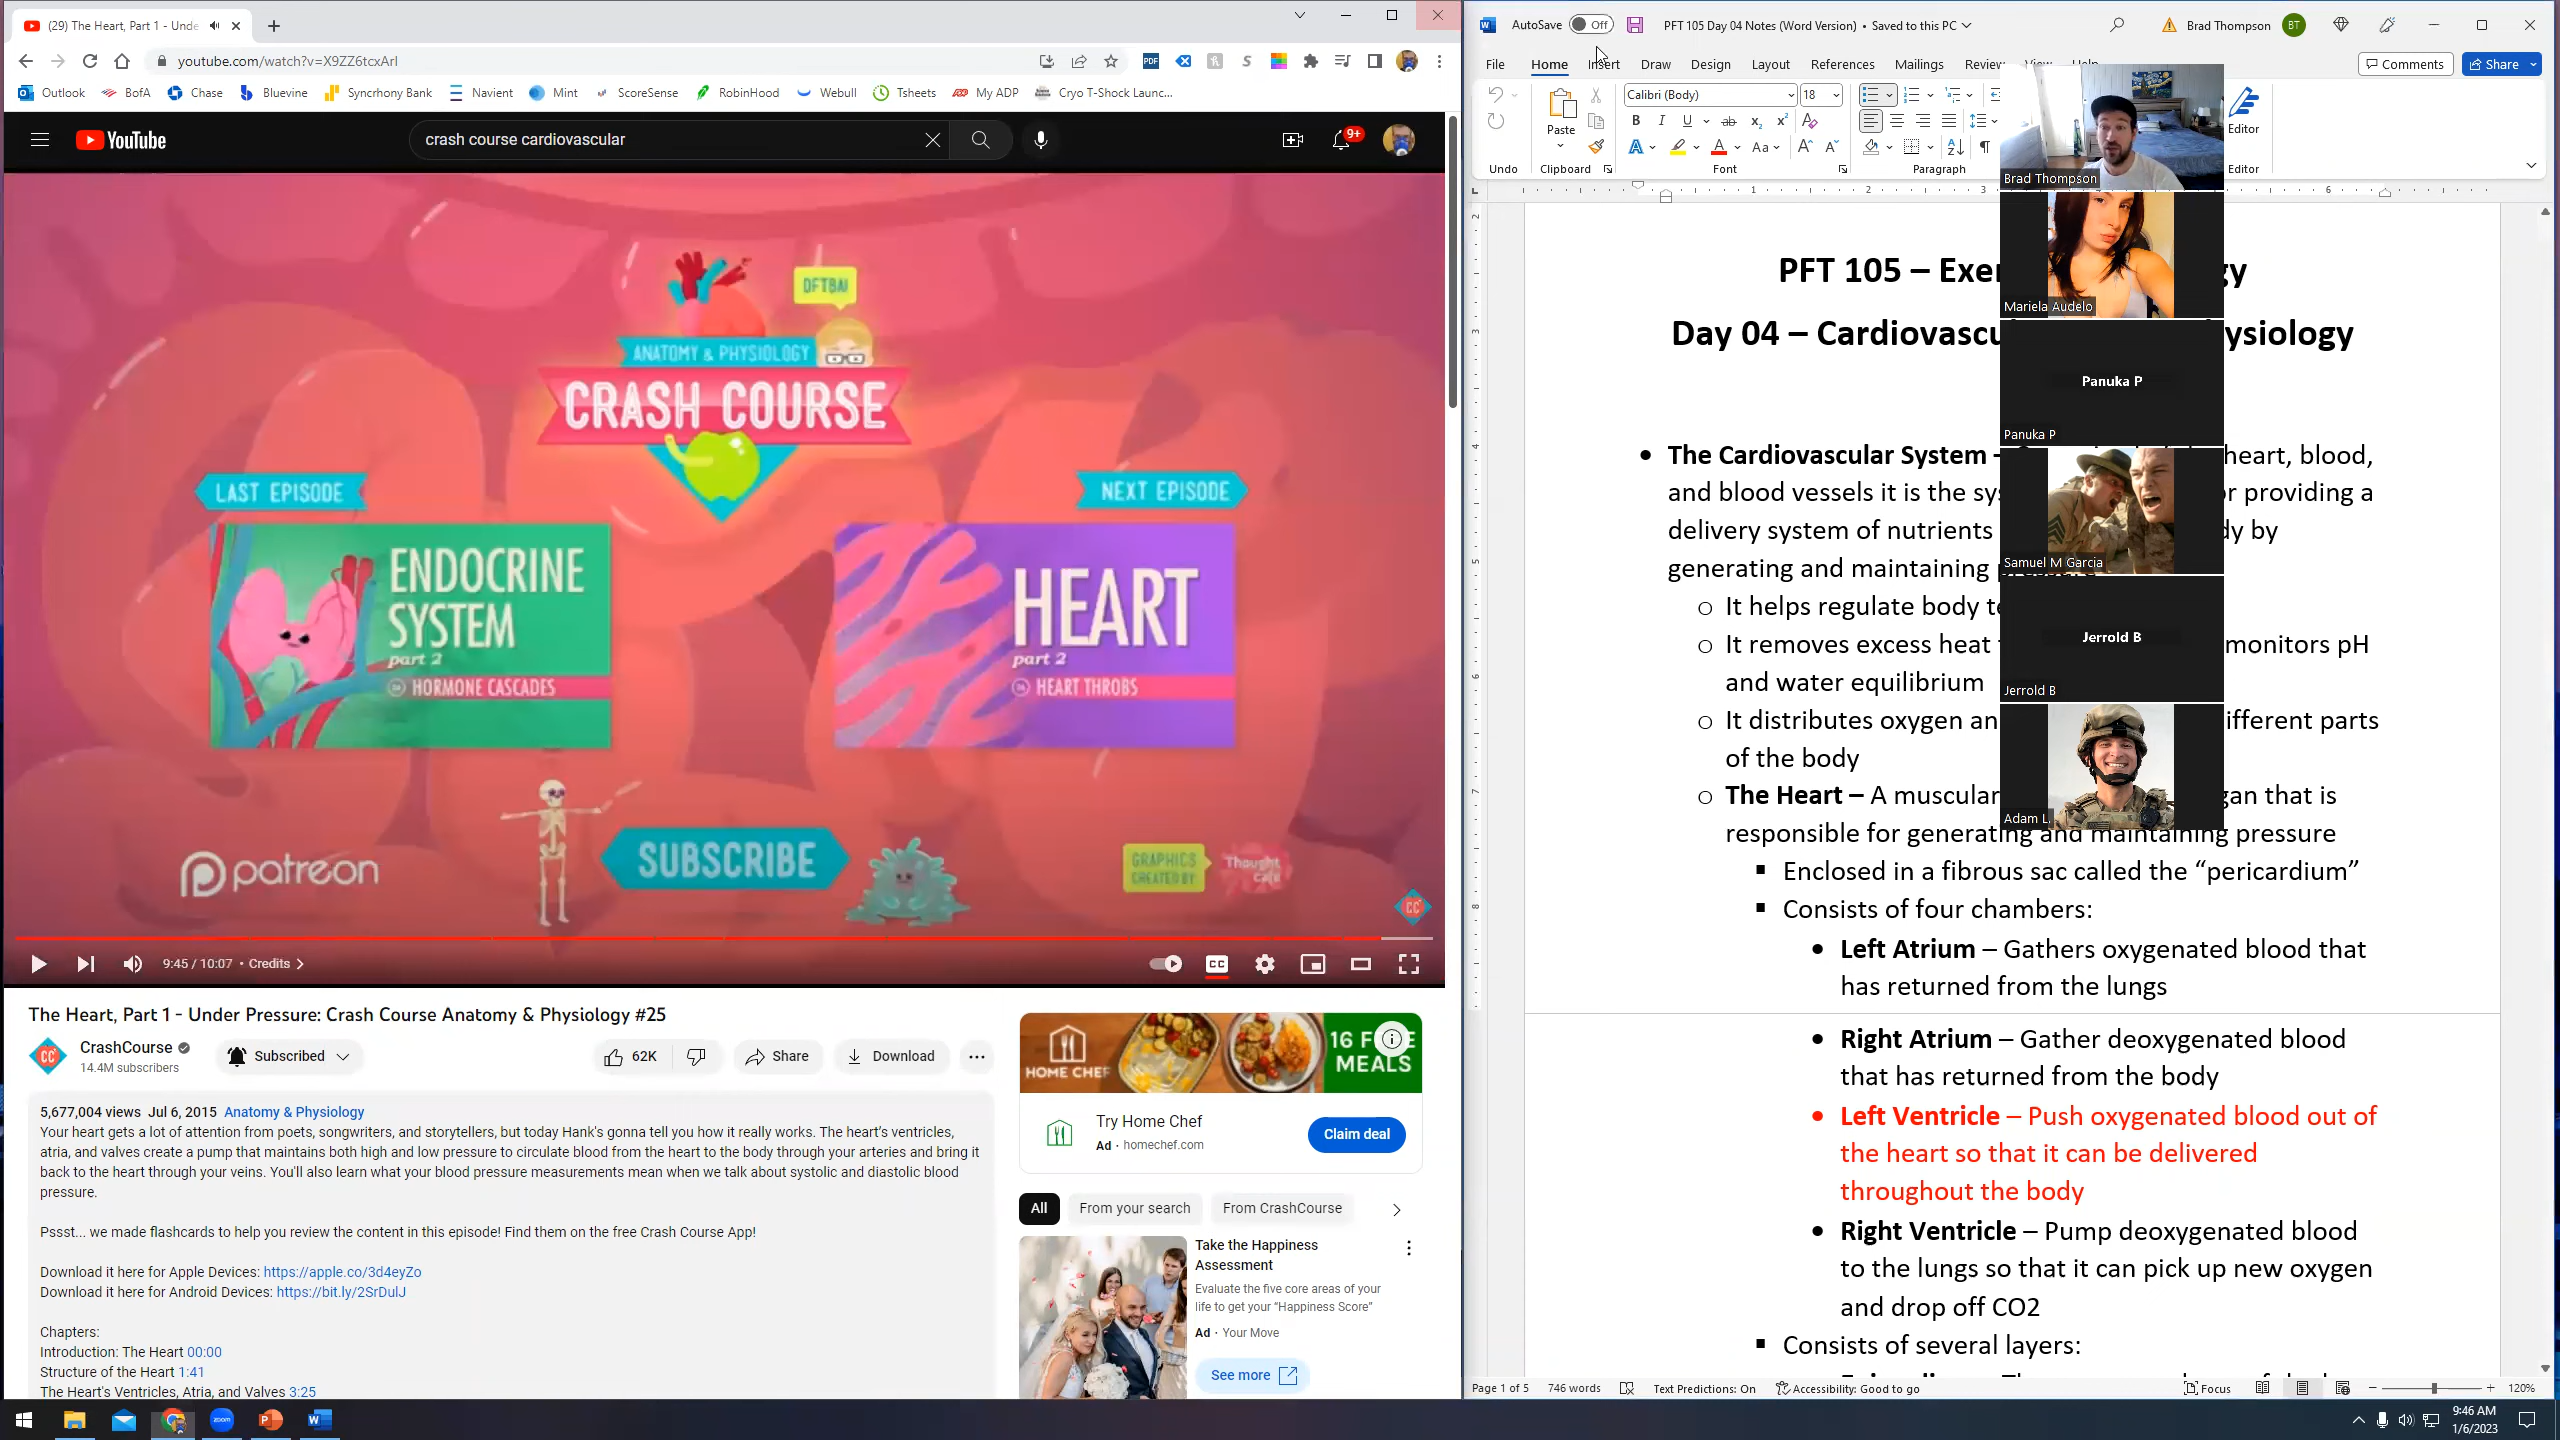 (29) The Heart, Part 1 - Unde
youtube.com/watch?v=X9ZZ6tcxArI
Outlook
BofA
Chase
Bluevine
Syncrhony Bank
Navient
Mint
ScoreSense
RobinHood
Webull
Tsheets
My ADP
Cryo T-Shock Launc...
YouTube
crash course cardiovascular
9+
DFTBA!
ANATOMY & PHYSIOLOGY
CRASH COURSE
LAST EPISODE
NEXT EPISODE
ENDOCRINE
SYSTEM
part 2
HORMONE CASCADES
HEART
part 2
HEART THROBS
patreon
SUBSCRIBE
GRAPHICS
CREATED BY
Thought
Cafe
CC
9:45 / 10:07 • Credits
CC
The Heart, Part 1 - Under Pressure: Crash Course Anatomy & Physiology #25
CrashCourse
14.4M subscribers
Subscribed
62K
Share
Download
5,677,004 views Jul 6, 2015 Anatomy & Physiology
Your heart gets a lot of attention from poets, songwriters, and storytellers, but today Hank's gonna tell you how it really works. The heart's ventricles,
atria, and valves create a pump that maintains both high and low pressure to circulate blood from the heart to the body through your arteries and bring it
back to the heart through your veins. You'll also learn what your blood pressure measurements mean when we talk about systolic and diastolic blood
pressure.
Pssst... we made flashcards to help you review the content in this episode! Find them on the free Crash Course App!
Download it here for Apple Devices: https://apple.co/3d4eyZo
Download it here for Android Devices: https://bit.ly/2SrDulJ
Chapters:
Introduction: The Heart 00:00
Structure of the Heart 1:41
The Heart's Ventricles, Atria, and Valves 3:25
HOME CHEF
16 F E
MEALS
Try Home Chef
Ad · homechef.com
Claim deal
All
From your search
From CrashCourse
Take the Happiness
Assessment
Evaluate the five core areas of your
life to get your "Happiness Score"
Ad · Your Move
See more
AutoSave
Off
PFT 105 Day 04 Notes (Word Version) • Saved to this PC
Brad Thompson
BT
File
Home
Insert
Draw
Design
Layout
References
Mailings
Review
View
Help
Comments
Share
Calibri (Body)
18
Paste
Editor
Undo
Clipboard
Font
Paragraph
Editor
Brad Thompson
Mariela Audelo
Panuka P
Panuka P
Samuel M Garcia
Jerrold B
Jerrold B
Adam L.
PFT 105 – Exer gy
Day 04 – Cardiovascu ysiology
• The Cardiovascular System – heart, blood,
and blood vessels it is the sys r providing a
delivery system of nutrients dy by
generating and maintaining
o It helps regulate body te
o It removes excess heat monitors pH
and water equilibrium
o It distributes oxygen an ifferent parts
of the body
o The Heart – A muscular gan that is
responsible for generating and maintaining pressure
▪ Enclosed in a fibrous sac called the “pericardium”
▪ Consists of four chambers:
• Left Atrium – Gathers oxygenated blood that
has returned from the lungs
• Right Atrium – Gather deoxygenated blood
that has returned from the body
• Left Ventricle – Push oxygenated blood out of
the heart so that it can be delivered
throughout the body
• Right Ventricle – Pump deoxygenated blood
to the lungs so that it can pick up new oxygen
and drop off CO2
▪ Consists of several layers:
Page 1 of 5
746 words
Text Predictions: On
Accessibility: Good to go
Focus
120%
zoom
9:46 AM
1/6/2023